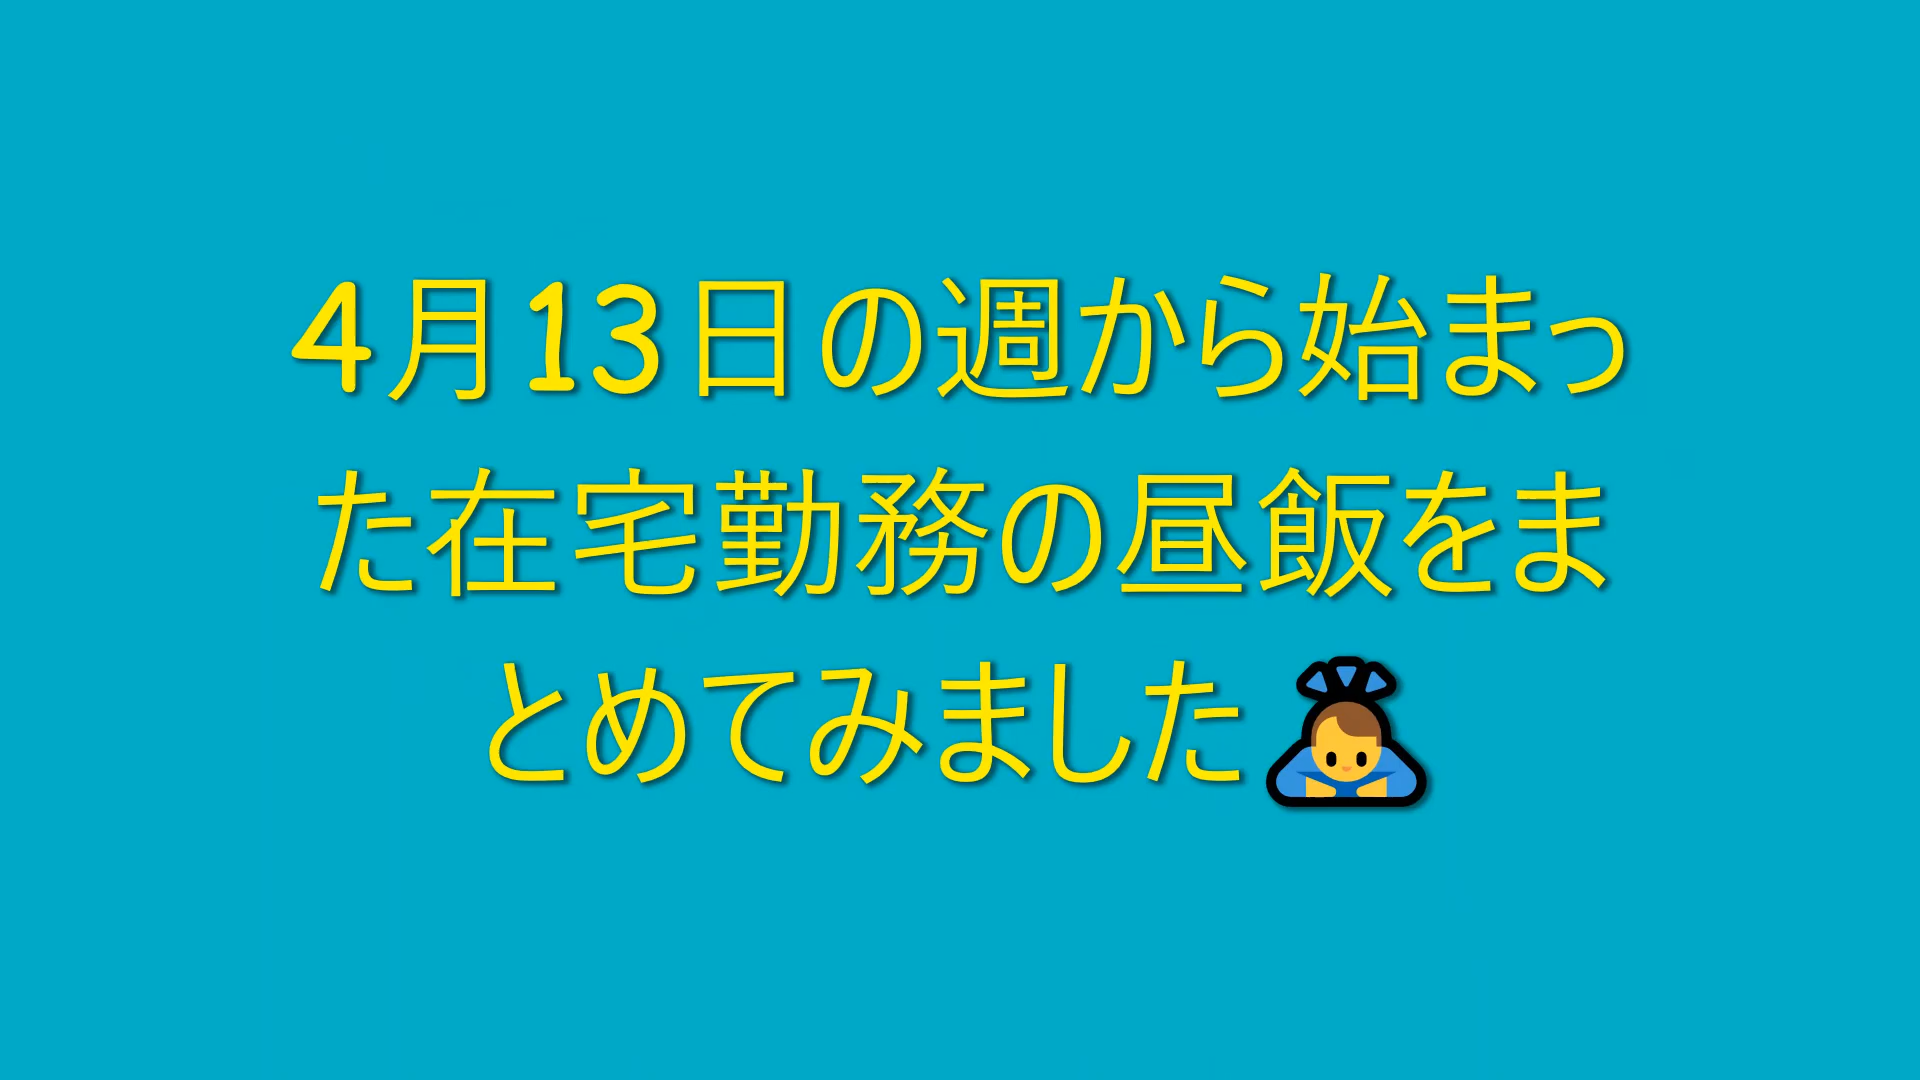 4月13日の週から始まっ
た在宅勤務の昼飯をま
とめてみました🙇‍♂️